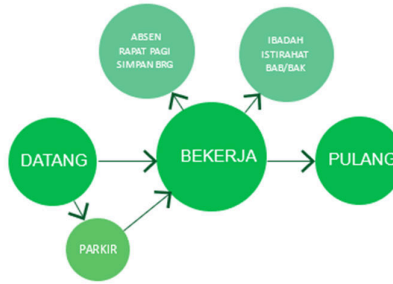 ABSEN
RAPAT PAGI
SIMPAN BRG
IBADAH
ISTIRAHAT
BAB/BAK
DATANG
BEKERJA
PULANG
PARKIR